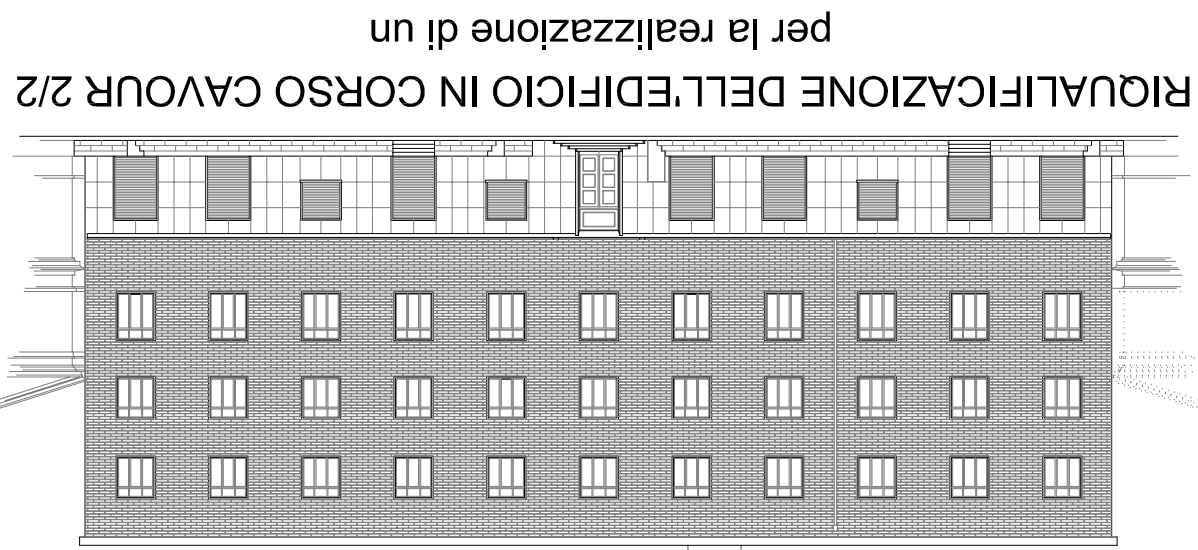 RIQUALIFICAZIONE DELL'EDIFICIO IN CORSO CAVOUR 2/2
per la realizzazione di un